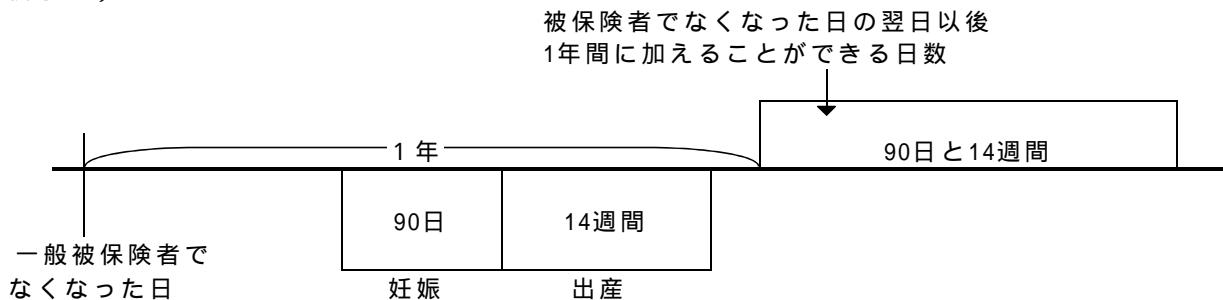 被保険者でなくなった日の翌日以後
1年間に加えることができる日数
1年
90日と14週間
90日
14週間
一般被保険者で
なくなった日
妊娠
出産